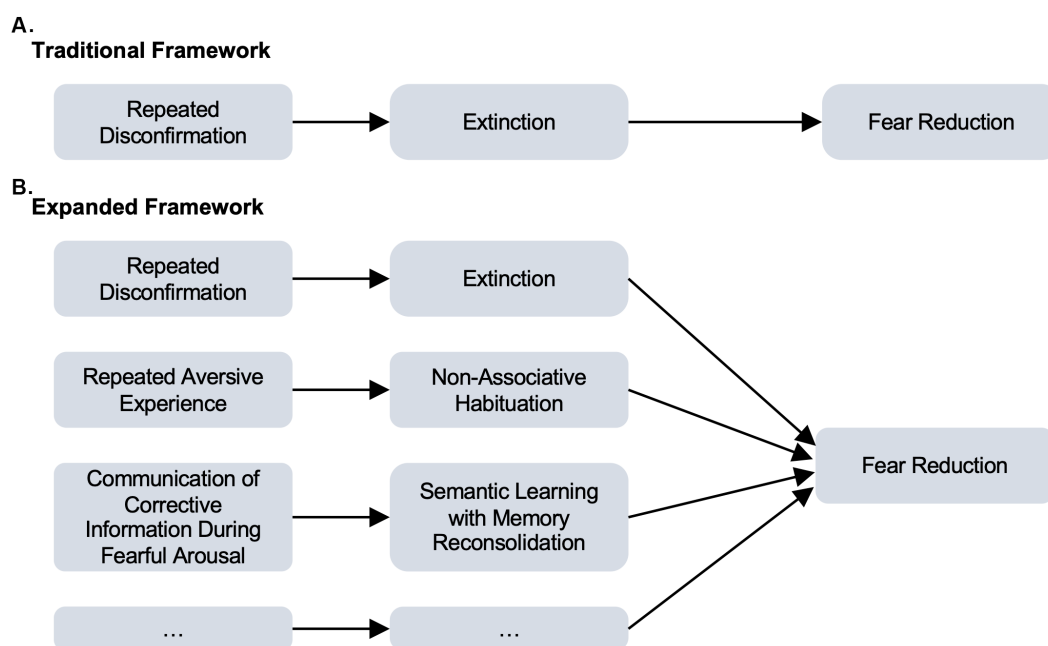 A.
Traditional Framework
Repeated
Disconfirmation
Extinction
Fear Reduction
B.
Expanded Framework
Repeated
Disconfirmation
Extinction
Repeated Aversive
Experience
Non-Associative
Habituation
Fear Reduction
Communication of
Corrective
Information During
Fearful Arousal
Semantic Learning
with Memory
Reconsolidation
...
...